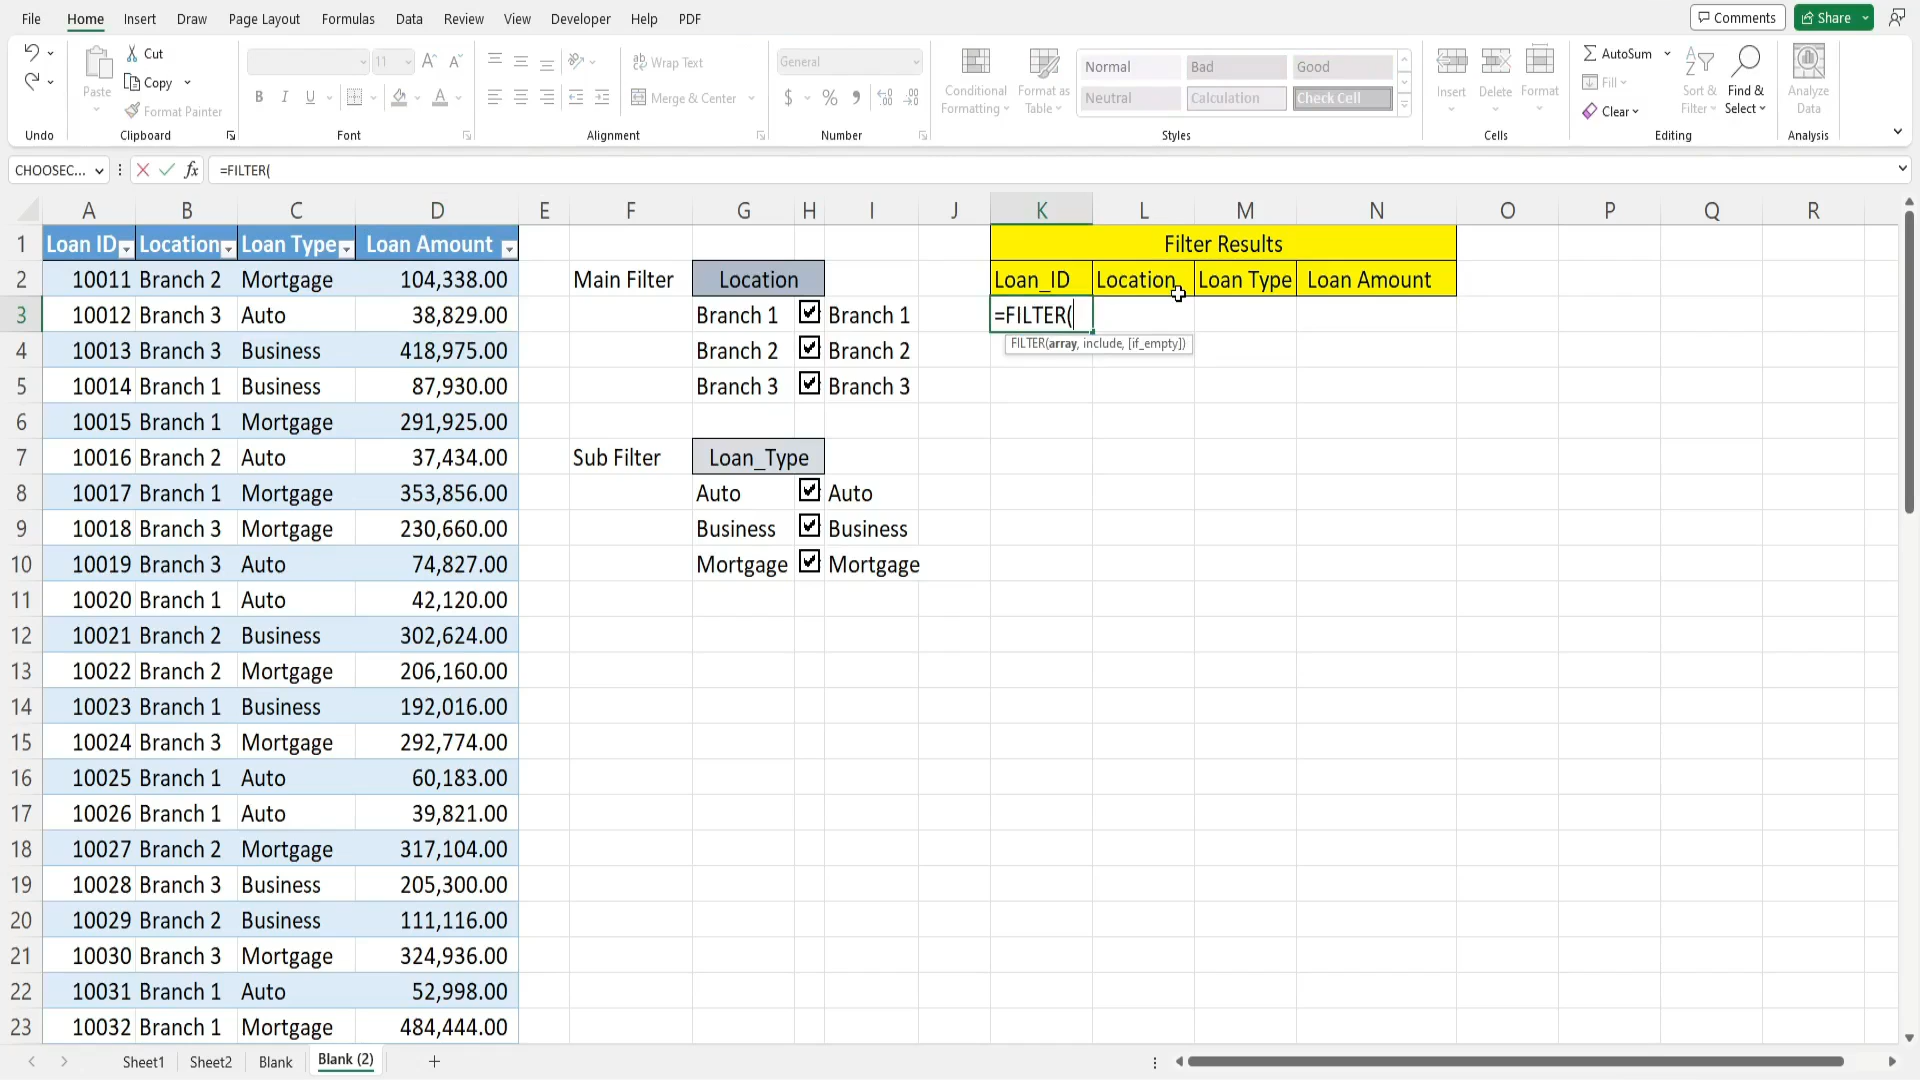 File Home Insert Draw Page Layout Formulas Data Review View Developer Help PDF Comments Share
Cut
Copy
Format Painter
Paste
11
Wrap Text
Merge & Center
General
$ % ,
Conditional Formatting
Format as Table
Normal Bad Good
Neutral Calculation Check Cell
Insert Delete Format
AutoSum
Fill
Clear
Sort & Filter
Find & Select
Analyze Data
Undo Clipboard Font Alignment Number Styles Cells Editing Analysis
CHOOSEC... fx =FILTER(
A B C D E F G H I J K L M N O P Q R
1 Loan ID Location Loan Type Loan Amount Filter Results
2 10011 Branch 2 Mortgage 104,338.00 Main Filter Location Loan_ID Location Loan Type Loan Amount
3 10012 Branch 3 Auto 38,829.00 Branch 1 Branch 1 =FILTER(
FILTER(array, include, [if_empty])
4 10013 Branch 3 Business 418,975.00 Branch 2 Branch 2
5 10014 Branch 1 Business 87,930.00 Branch 3 Branch 3
6 10015 Branch 1 Mortgage 291,925.00
7 10016 Branch 2 Auto 37,434.00 Sub Filter Loan_Type
8 10017 Branch 1 Mortgage 353,856.00 Auto Auto
9 10018 Branch 3 Mortgage 230,660.00 Business Business
10 10019 Branch 3 Auto 74,827.00 Mortgage Mortgage
11 10020 Branch 1 Auto 42,120.00
12 10021 Branch 2 Business 302,624.00
13 10022 Branch 2 Mortgage 206,160.00
14 10023 Branch 1 Business 192,016.00
15 10024 Branch 3 Mortgage 292,774.00
16 10025 Branch 1 Auto 60,183.00
17 10026 Branch 1 Auto 39,821.00
18 10027 Branch 2 Mortgage 317,104.00
19 10028 Branch 3 Business 205,300.00
20 10029 Branch 2 Business 111,116.00
21 10030 Branch 3 Mortgage 324,936.00
22 10031 Branch 1 Auto 52,998.00
23 10032 Branch 1 Mortgage 484,444.00
Sheet1 Sheet2 Blank Blank (2)